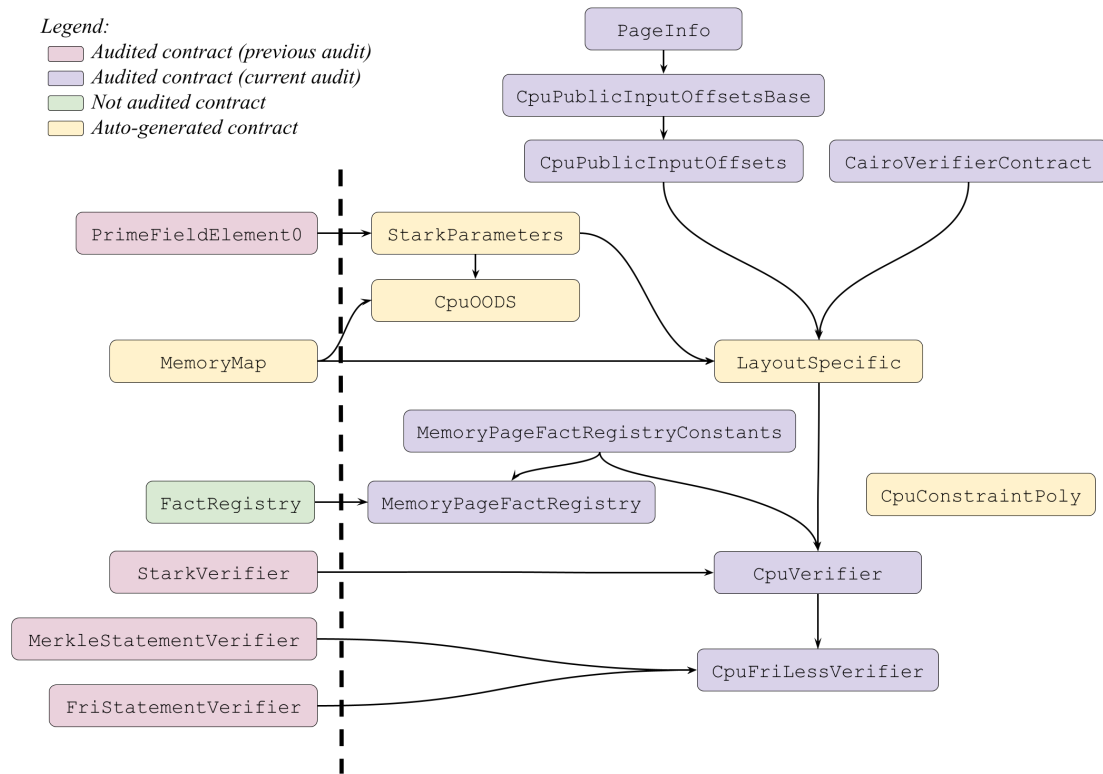 Legend:
Audited contract (previous audit)
Audited contract (current audit)
Not audited contract
Auto-generated contract
PageInfo
CpuPublicInputOffsetsBase
CpuPublicInputOffsets
CairoVerifierContract
PrimeFieldElement0
StarkParameters
CpuOODS
MemoryMap
LayoutSpecific
MemoryPageFactRegistryConstants
FactRegistry
MemoryPageFactRegistry
CpuConstraintPoly
StarkVerifier
CpuVerifier
MerkleStatementVerifier
CpuFriLessVerifier
FriStatementVerifier